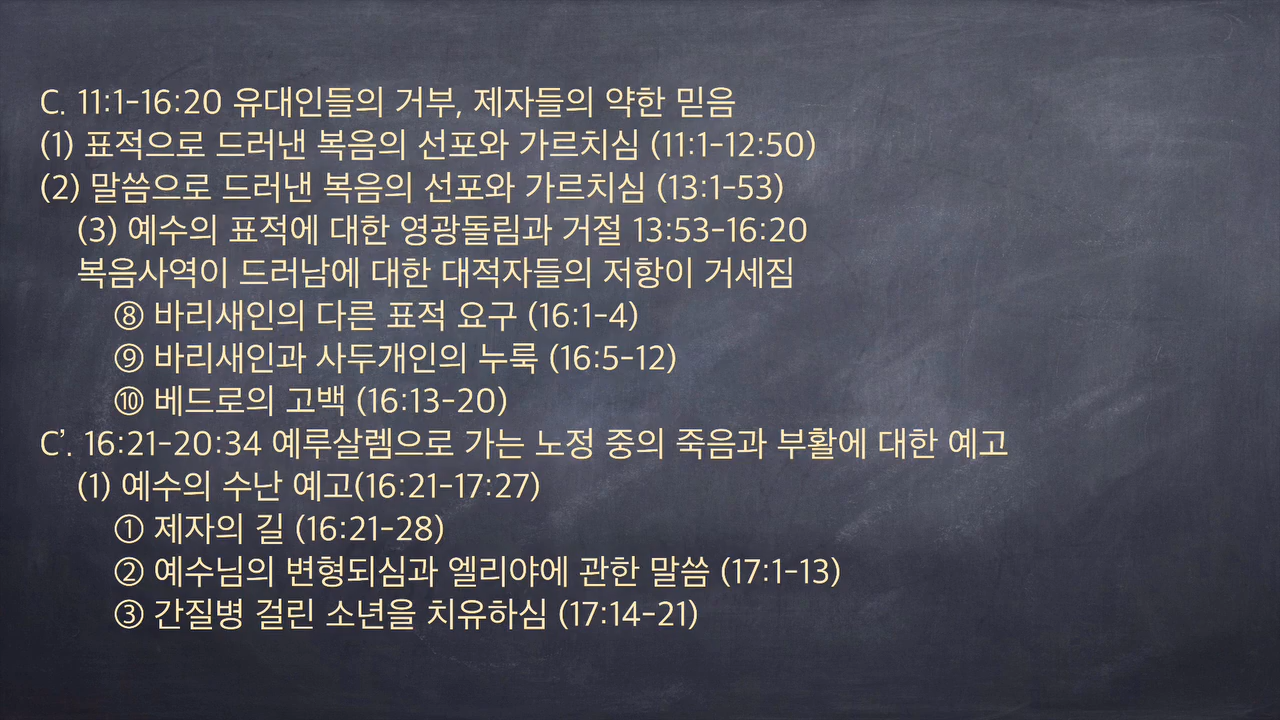 C. 11:1-16:20 유대인들의 거부, 제자들의 약한 믿음
(1) 표적으로 드러낸 복음의 선포와 가르치심 (11:1-12:50)
(2) 말씀으로 드러낸 복음의 선포와 가르치심 (13:1-53)
(3) 예수의 표적에 대한 영광돌림과 거절 13:53-16:20
복음사역이 드러남에 대한 대적자들의 저항이 거세짐
⑧ 바리새인의 다른 표적 요구 (16:1-4)
⑨ 바리새인과 사두개인의 누룩 (16:5-12)
⑩ 베드로의 고백 (16:13-20)
C’. 16:21-20:34 예루살렘으로 가는 노정 중의 죽음과 부활에 대한 예고
(1) 예수의 수난 예고(16:21-17:27)
① 제자의 길 (16:21-28)
② 예수님의 변형되심과 엘리야에 관한 말씀 (17:1-13)
③ 간질병 걸린 소년을 치유하심 (17:14-21)